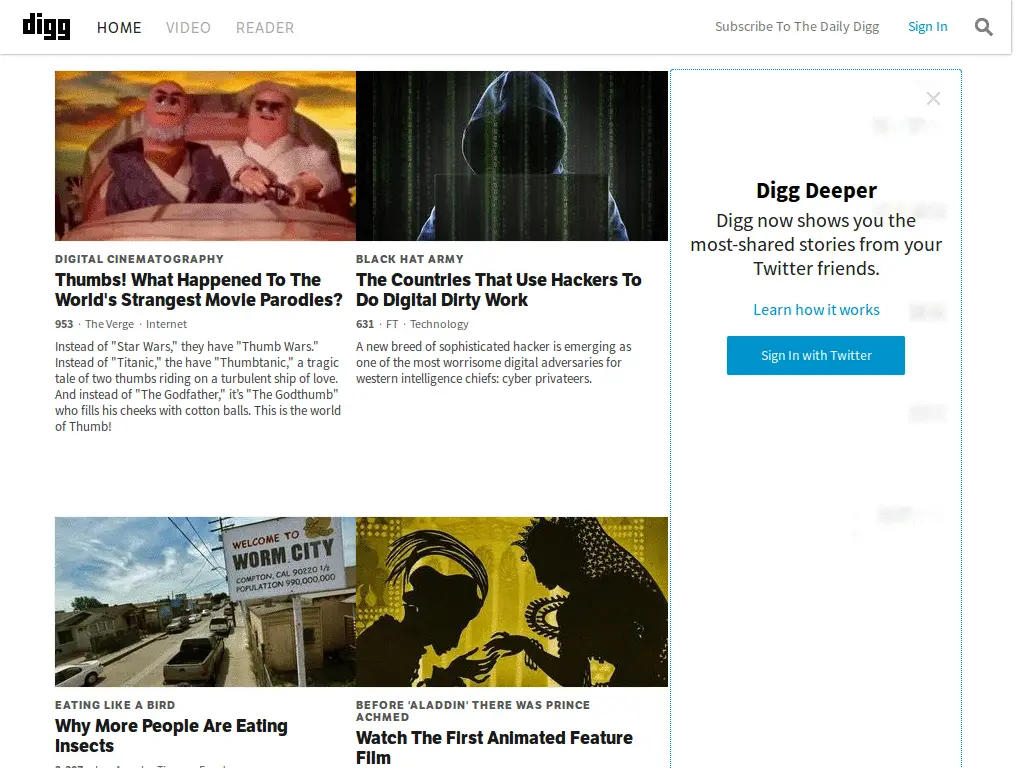 digg HOME VIDEO READER Subscribe To The Daily Digg Sign In
DIGITAL CINEMATOGRAPHY
Thumbs! What Happened To The
World's Strangest Movie Parodies?
953 · The Verge · Internet
Instead of "Star Wars," they have "Thumb Wars."
Instead of "Titanic," the have "Thumbtanic," a tragic
tale of two thumbs riding on a turbulent ship of love.
And instead of "The Godfather," it's "The Godthumb"
who fills his cheeks with cotton balls. This is the world
of Thumb!
BLACK HAT ARMY
The Countries That Use Hackers To
Do Digital Dirty Work
631 · FT · Technology
A new breed of sophisticated hacker is emerging as
one of the most worrisome digital adversaries for
western intelligence chiefs: cyber privateers.
Digg Deeper
Digg now shows you the
most-shared stories from your
Twitter friends.
Learn how it works
Sign In with Twitter
WELCOME TO
WORM CITY
COMPTON, CAL 90220 1/2
POPULATION 990,000,000
EATING LIKE A BIRD
Why More People Are Eating
Insects
BEFORE 'ALADDIN' THERE WAS PRINCE
ACHMED
Watch The First Animated Feature
Film